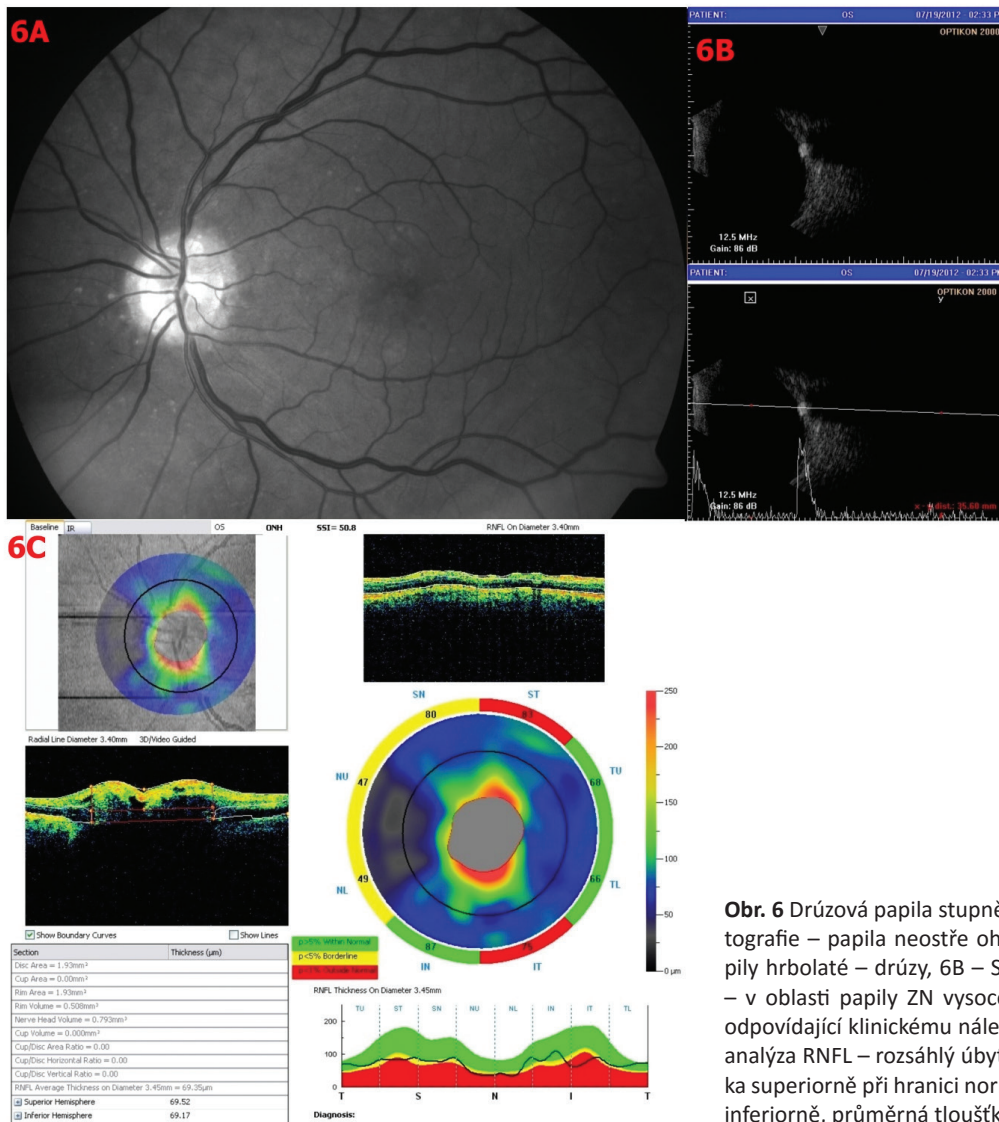 6A
PATIENT: OS 07/19/2012 - 02:33 P
OPTIKON 2000
6B
12.5 MHz
Gain: 86 dB
PATIENT: OS 07/19/2012 - 02:33 P
OPTIKON 2000
x
y
12.5 MHz
Gain: 86 dB
x - y dist.: 35.60 mm
6C
Baseline IR OS ONH SSI= 50.8
RNFL On Diameter 3.40mm
Radial Line Diameter 3.40mm 3D/Video Guided
SN ST
80
NU 47 60 TU
NL 49 66 TL
87 75
IN IT
250
200
150
100
50
0 µm
Show Boundary Curves Show Lines
p>5% Within Normal
p<5% Borderline
Section Thickness (µm)
Disc Area = 1.93mm²
Cup Area = 0.00mm²
Rim Area = 1.93mm²
Rim Volume = 0.508mm³
Nerve Head Volume = 0.793mm³
Cup Volume = 0.000mm³
Cup/Disc Area Ratio = 0.00
Cup/Disc Horizontal Ratio = 0.00
Cup/Disc Vertical Ratio = 0.00
RNFL Average Thickness on Diameter 3.45mm = 69.35µm
Superior Hemisphere 69.52
Inferior Hemisphere 69.17
RNFL Thickness On Diameter 3.45mm
TU ST SN NU NL IN IT TL
200
100
0
T S N I T
Diagnosis:
Obr. 6 Drúzová papila stupně
tografie – papila neostře oh
pily hrbolaté – drúzy, 6B – S
– v oblasti papily ZN vysoce
odpovídající klinickému nále
analýza RNFL – rozsáhlý úbyt
ka superiorně při hranici nor
inferiorně, průměrná tloušťk